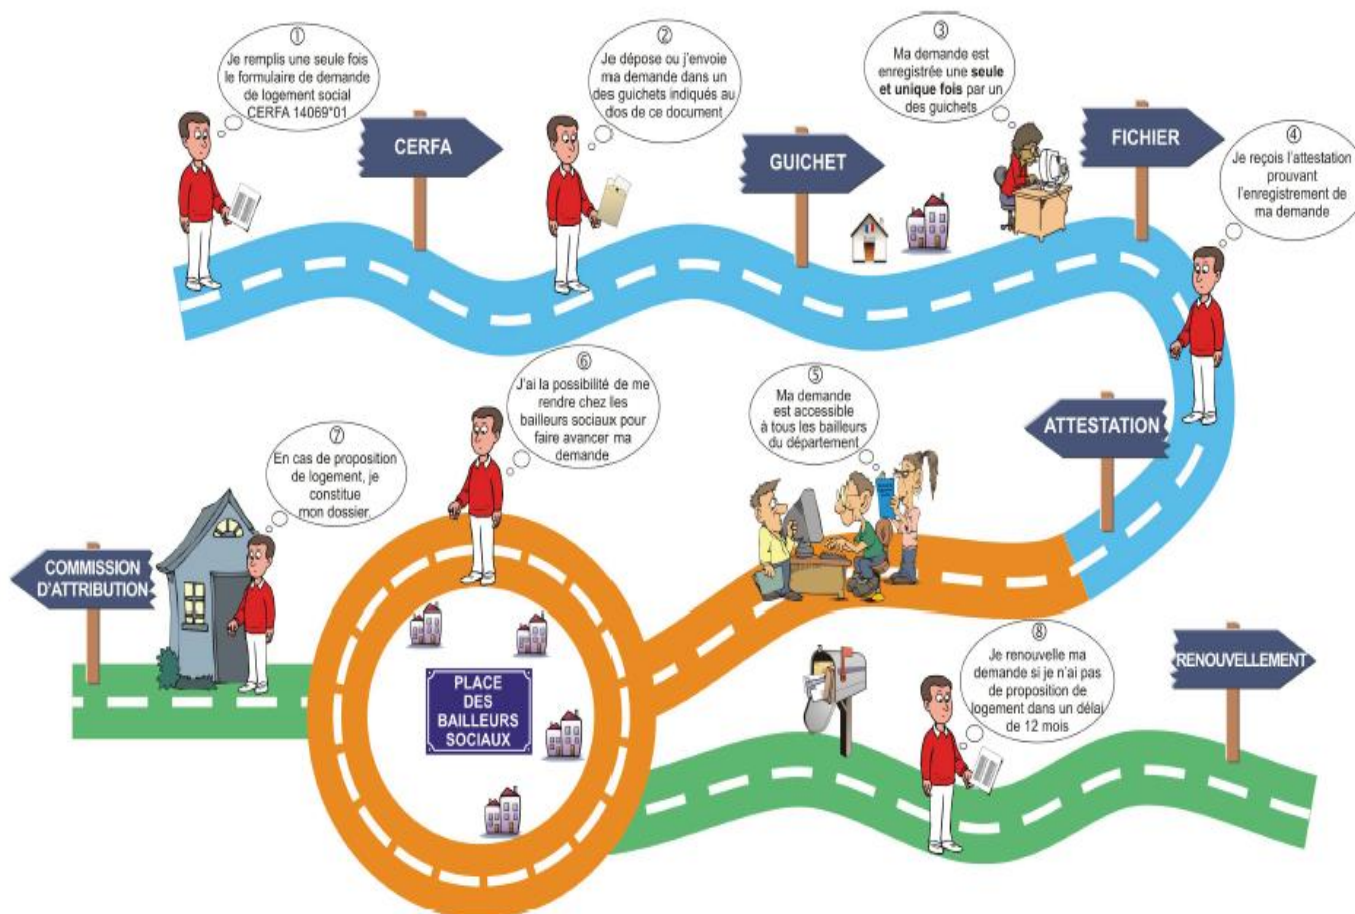 ①
Je remplis une seule fois
le formulaire de demande
de logement social
CERFA 14069*01
CERFA
②
Je dépose ou j'envoie
ma demande dans un
des guichets indiqués au
dos de ce document
GUICHET
③
Ma demande est
enregistrée une seule
et unique fois par un
des guichets
FICHIER
④
Je reçois l'attestation
prouvant
l'enregistrement de
ma demande
ATTESTATION
⑤
Ma demande
est accessible
à tous les bailleurs
du département
⑥
J'ai la possibilité de me
rendre chez lles
bailleurs sociaux pour
faire avancer ma
demande
PLACE
DES
BAILLEURS
SOCIAUX
⑦
En cas de proposition
de logement, je
constitue
mon dossier.
COMMISSION
D'ATTRIBUTION
⑧
Je renouvelle ma
demande si je n'ai pas
de proposition de
logement dans un délai
de 12 mois
RENOUVELLEMENT